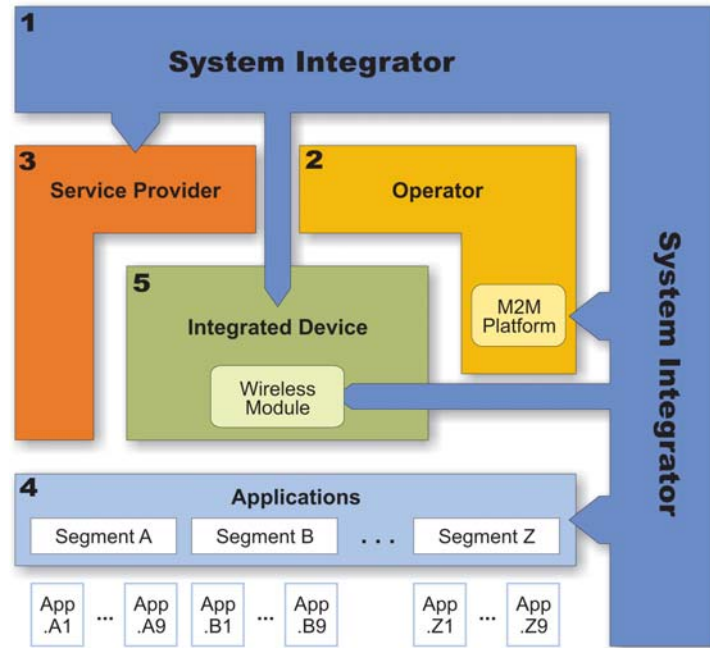 1
System Integrator
3
Service Provider
2
Operator
System Integrator
5
Integrated Device
M2M
Platform
Wireless
Module
4
Applications
Segment A
Segment B
. . .
Segment Z
App
.A1
...
App
.A9
App
.B1
...
App
.B9
App
.Z1
...
App
.Z9